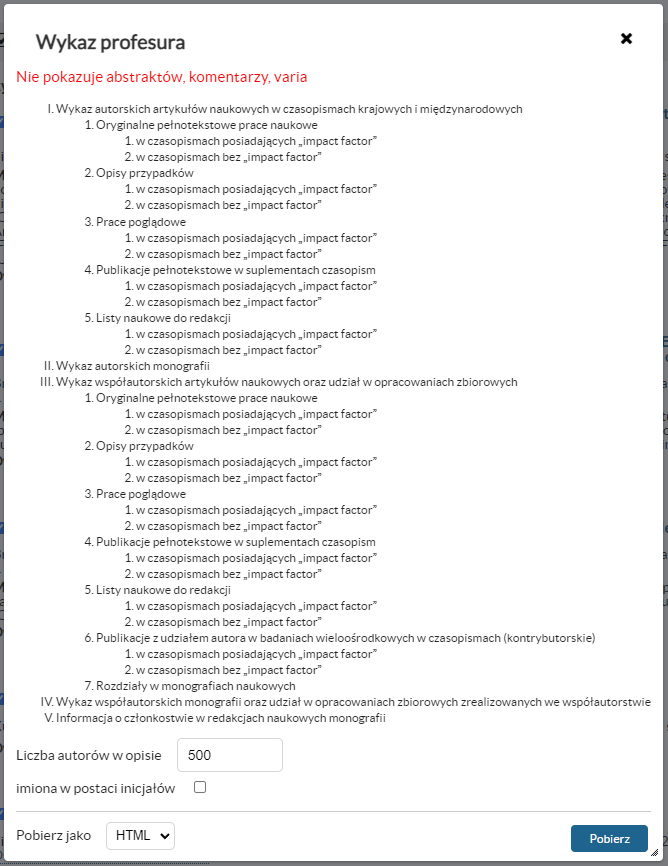 Wykaz profesura
✖
Nie pokazuje abstraktów, komentarzy, varia
I. Wykaz autorskich artykułów naukowych w czasopismach krajowych i międzynarodowych
1. Oryginalne pełnotekstowe prace naukowe
1. w czasopismach posiadających „impact factor”
2. w czasopismach bez „impact factor”
2. Opisy przypadków
1. w czasopismach posiadających „impact factor”
2. w czasopismach bez „impact factor”
3. Prace poglądowe
1. w czasopismach posiadających „impact factor”
2. w czasopismach bez „impact factor”
4. Publikacje pełnotekstowe w suplementach czasopism
1. w czasopismach posiadających „impact factor”
2. w czasopismach bez „impact factor”
5. Listy naukowe do redakcji
1. w czasopismach posiadających „impact factor”
2. w czasopismach bez „impact factor”
II. Wykaz autorskich monografii
III. Wykaz współautorskich artykułów naukowych oraz udział w opracowaniach zbiorowych
1. Oryginalne pełnotekstowe prace naukowe
1. w czasopismach posiadających „impact factor”
2. w czasopismach bez „impact factor”
2. Opisy przypadków
1. w czasopismach posiadających „impact factor”
2. w czasopismach bez „impact factor”
3. Prace poglądowe
1. w czasopismach posiadających „impact factor”
2. w czasopismach bez „impact factor”
4. Publikacje pełnotekstowe w suplementach czasopism
1. w czasopismach posiadających „impact factor”
2. w czasopismach bez „impact factor”
5. Listy naukowe do redakcji
1. w czasopismach posiadających „impact factor”
2. w czasopismach bez „impact factor”
6. Publikacje z udziałem autora w badaniach wieloośrodkowych w czasopismach (kontrybutorskie)
1. w czasopismach posiadających „impact factor”
2. w czasopismach bez „impact factor”
7. Rozdziały w monografiach naukowych
IV. Wykaz współautorskich monografii oraz udział w opracowaniach zbiorowych zrealizowanych we współautorstwie
V. Informacja o członkostwie w redakcjach naukowych monografii
Liczba autorów w opisie 500
imiona w postaci inicjałów
Pobierz jako HTML Pobierz